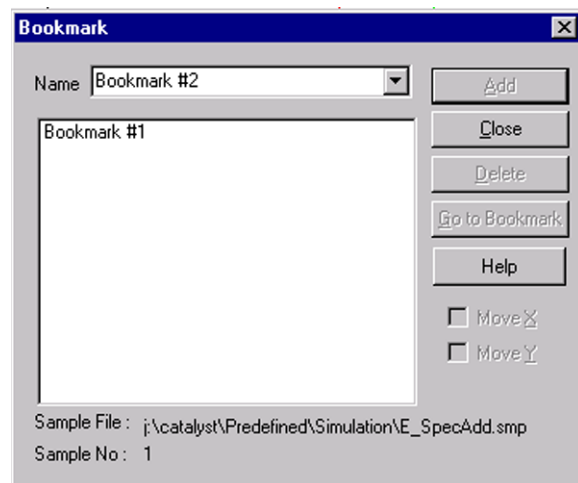 Bookmark
Name Bookmark #2
Add
Bookmark #1
Close
Delete
Go to Bookmark
Help
Move X
Move Y
Sample File : j:\catalyst\Predefined\Simulation\E_SpecAdd.smp
Sample No : 1